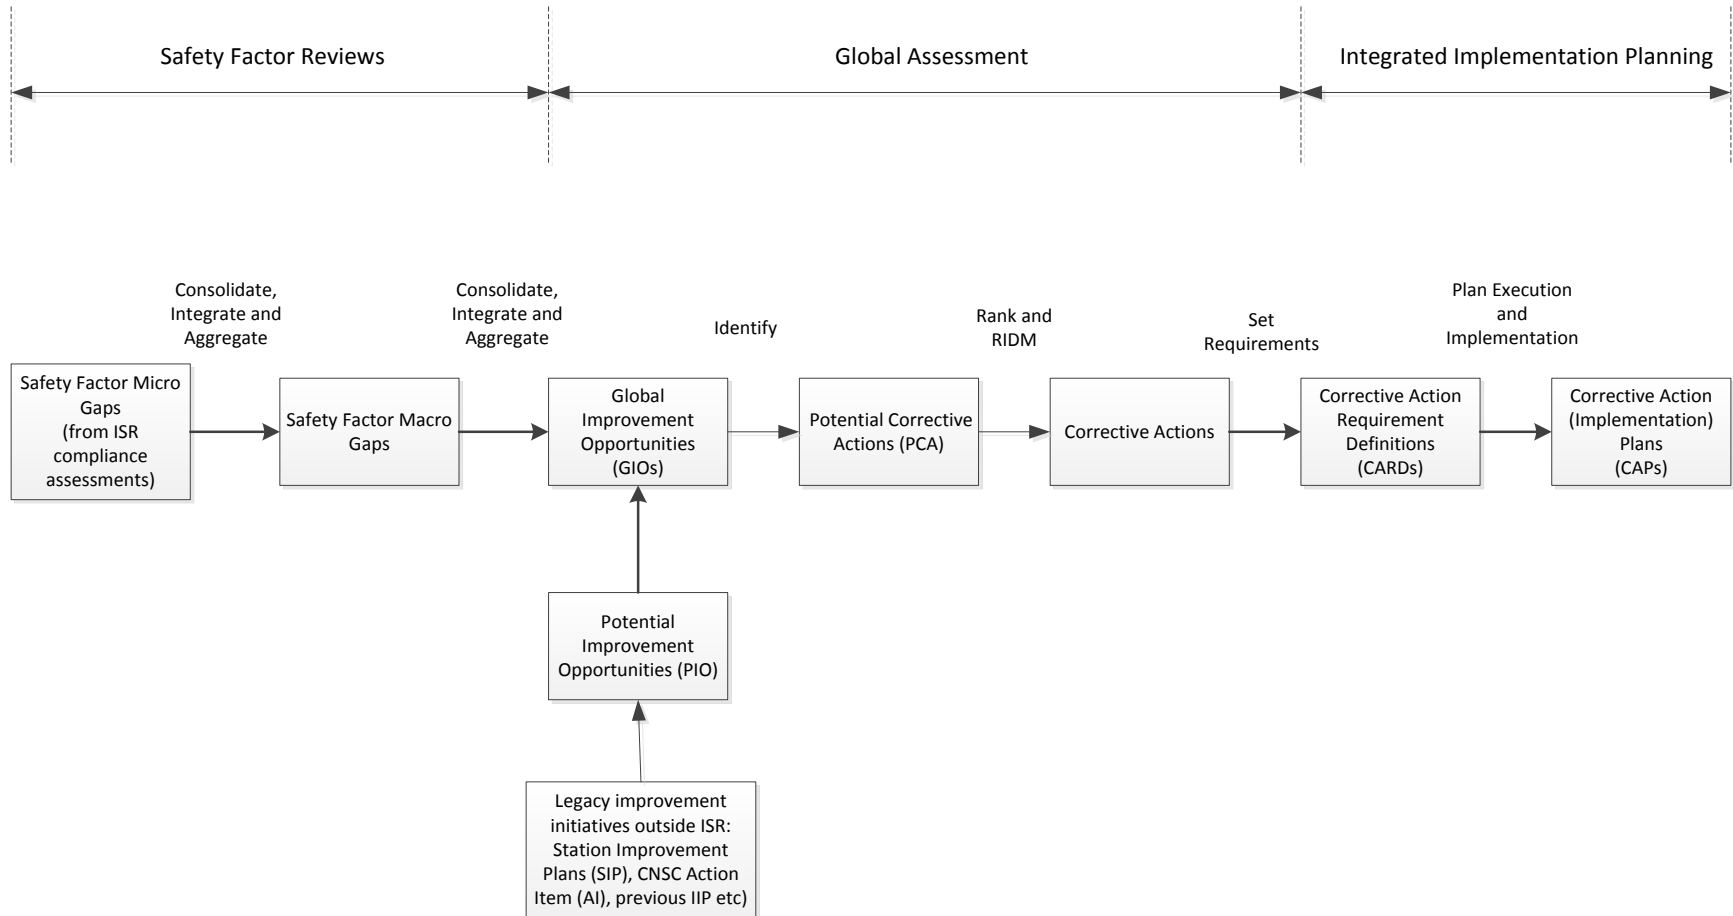 Safety Factor Reviews
Global Assessment
Integrated Implementation Planning
Consolidate,
Integrate and
Aggregate
Consolidate,
Integrate and
Aggregate
Identify
Rank and
RIDM
Set
Requirements
Plan Execution
and
Implementation
Safety Factor Micro
Gaps
(from ISR
compliance
assessments)
Safety Factor Macro
Gaps
Global
Improvement
Opportunities
(GIOs)
Potential Corrective
Actions (PCA)
Corrective Actions
Corrective Action
Requirement
Definitions
(CARDs)
Corrective Action
(Implementation)
Plans
(CAPs)
Potential
Improvement
Opportunities (PIO)
Legacy improvement
initiatives outside ISR:
Station Improvement
Plans (SIP), CNSC Action
Item (AI), previous IIP etc)